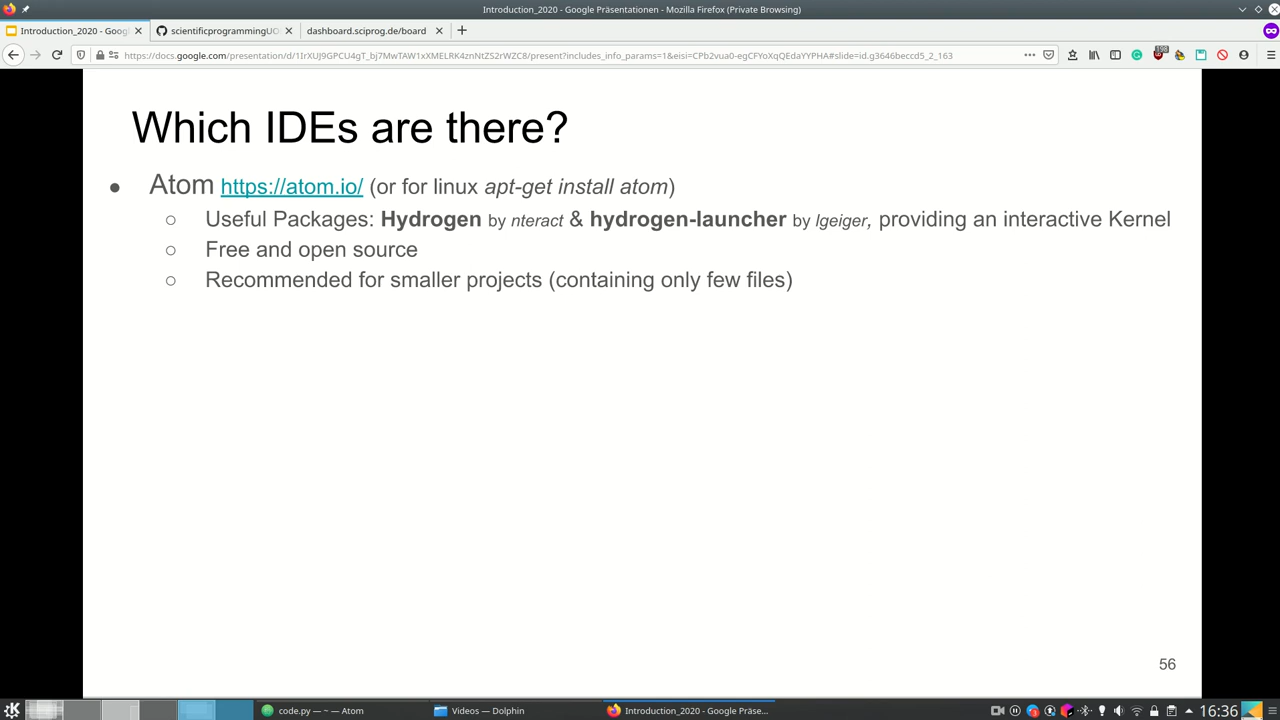 Introduction_2020 - Google Präsentationen - Mozilla Firefox (Private Browsing)
Introduction_2020 - Goog
scientificprogrammingUO
dashboard.sciprog.de/board
https://docs.google.com/presentation/d/1IrXUJ9GPCU4gT_bj7MwTAW1xXMELRK4znNtZS2rWZC8/present?includes_info_params=1&eisi=CPb2vua0-egCFYoXqQEdaYYPHA#slide=id.g3646beccd5_2_163
Which IDEs are there?
● Atom https://atom.io/ (or for linux apt-get install atom)
○ Useful Packages: Hydrogen by nteract & hydrogen-launcher by lgeiger, providing an interactive Kernel
○ Free and open source
○ Recommended for smaller projects (containing only few files)
56
code.py — ~ — Atom
Videos — Dolphin
Introduction_2020 - Google Präse...
16:36